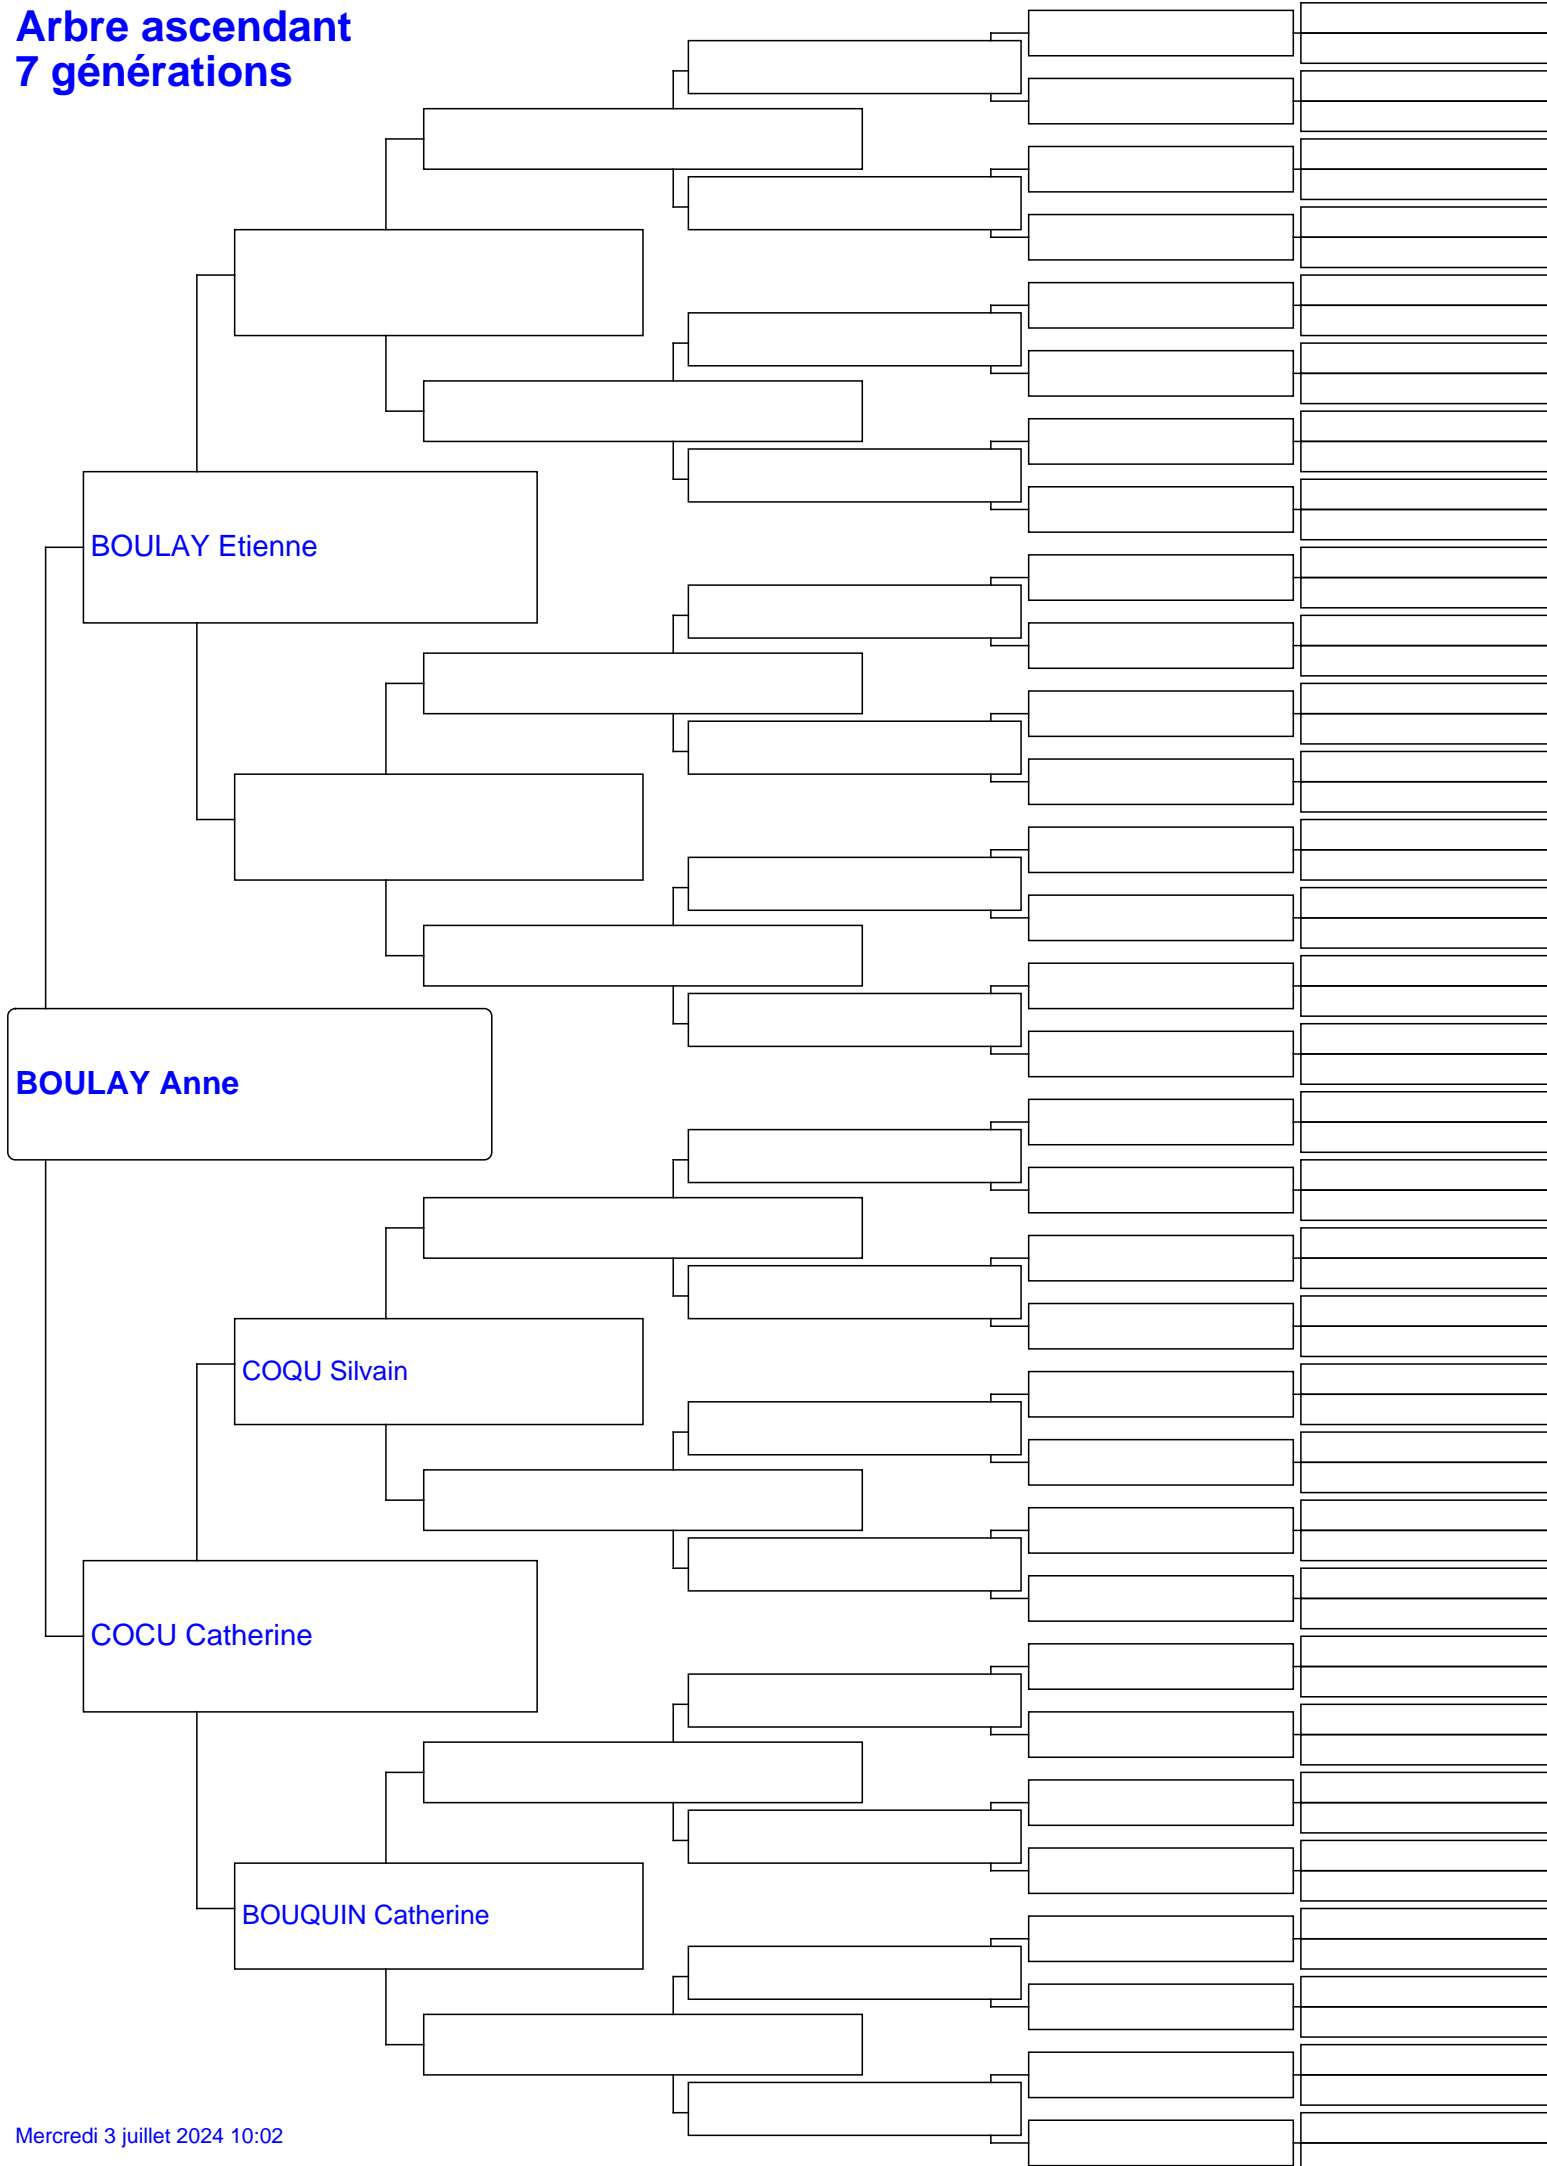 Arbre ascendant
7 générations
BOULAY Etienne
BOULAY Anne
COQU Silvain
COCU Catherine
BOUQUIN Catherine
Mercredi 3 juillet 2024 10:02